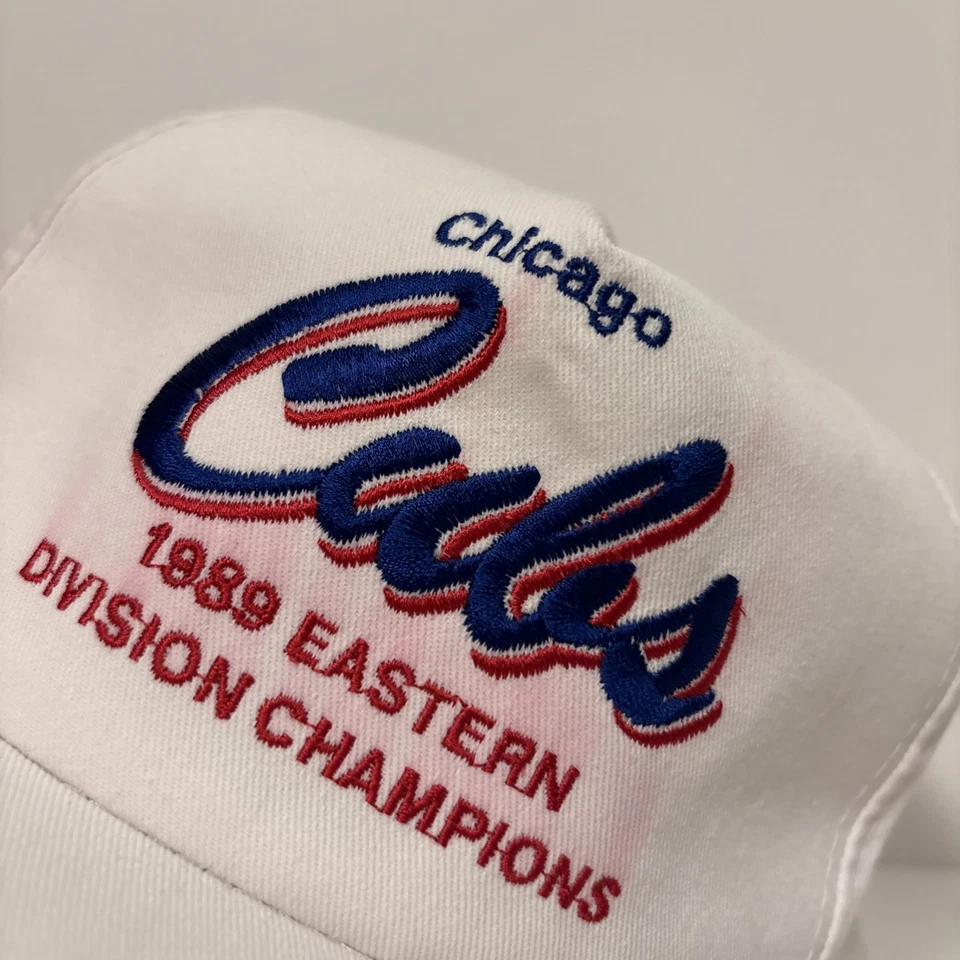 Chicago
Cubs
1989 EASTERN
DIVISION CHAMPIONS